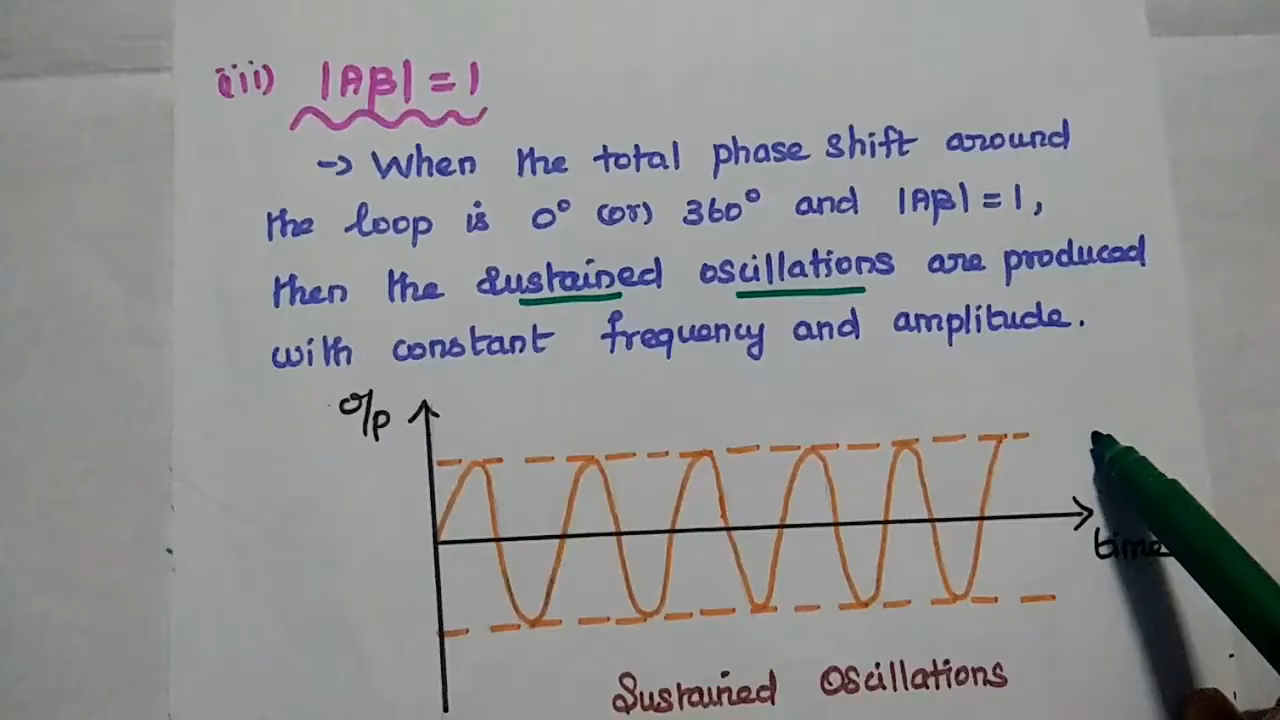 (iii) |Aβ| = 1
→ When the total phase shift around
the loop is 0° (or) 360° and |Aβ| = 1,
then the sustained oscillations are produced
with constant frequency and amplitude.
O/p
time
Sustained Oscillations